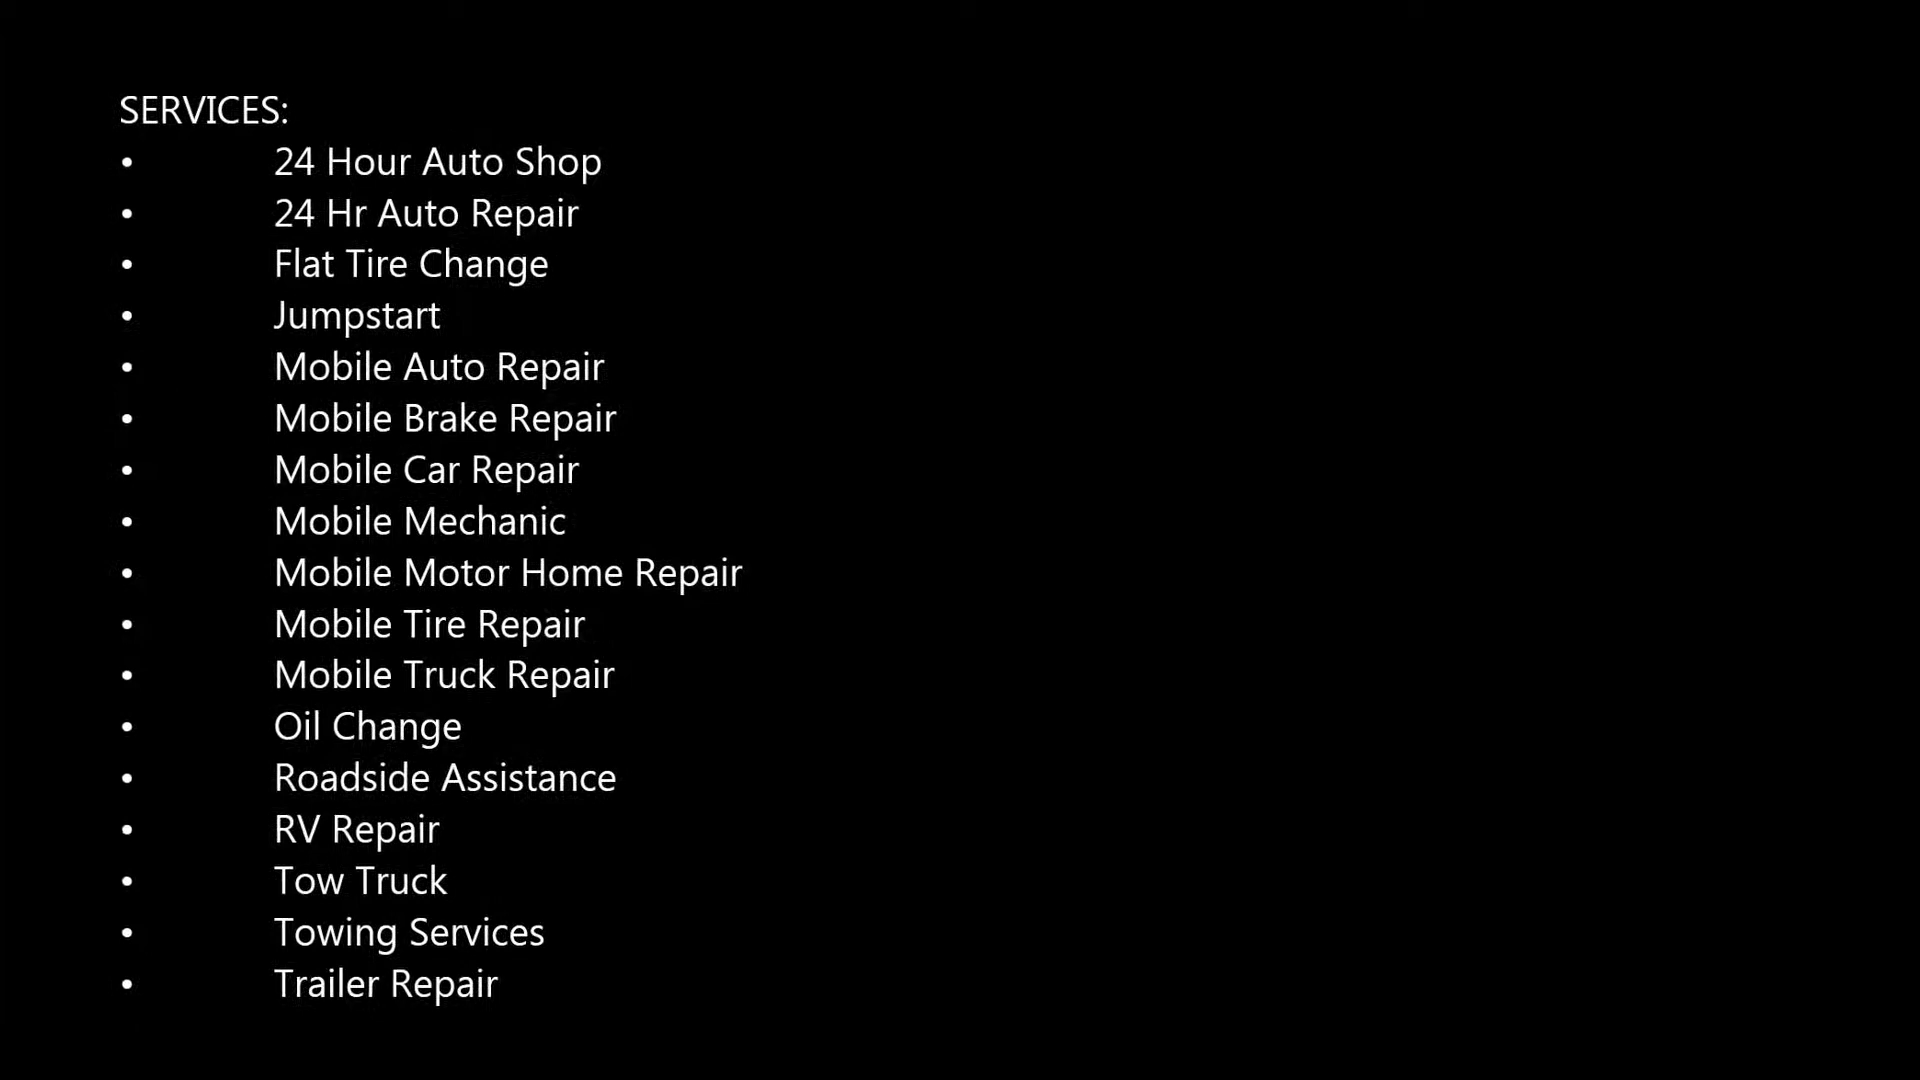 SERVICES:
• 24 Hour Auto Shop
• 24 Hr Auto Repair
• Flat Tire Change
• Jumpstart
• Mobile Auto Repair
• Mobile Brake Repair
• Mobile Car Repair
• Mobile Mechanic
• Mobile Motor Home Repair
• Mobile Tire Repair
• Mobile Truck Repair
• Oil Change
• Roadside Assistance
• RV Repair
• Tow Truck
• Towing Services
• Trailer Repair